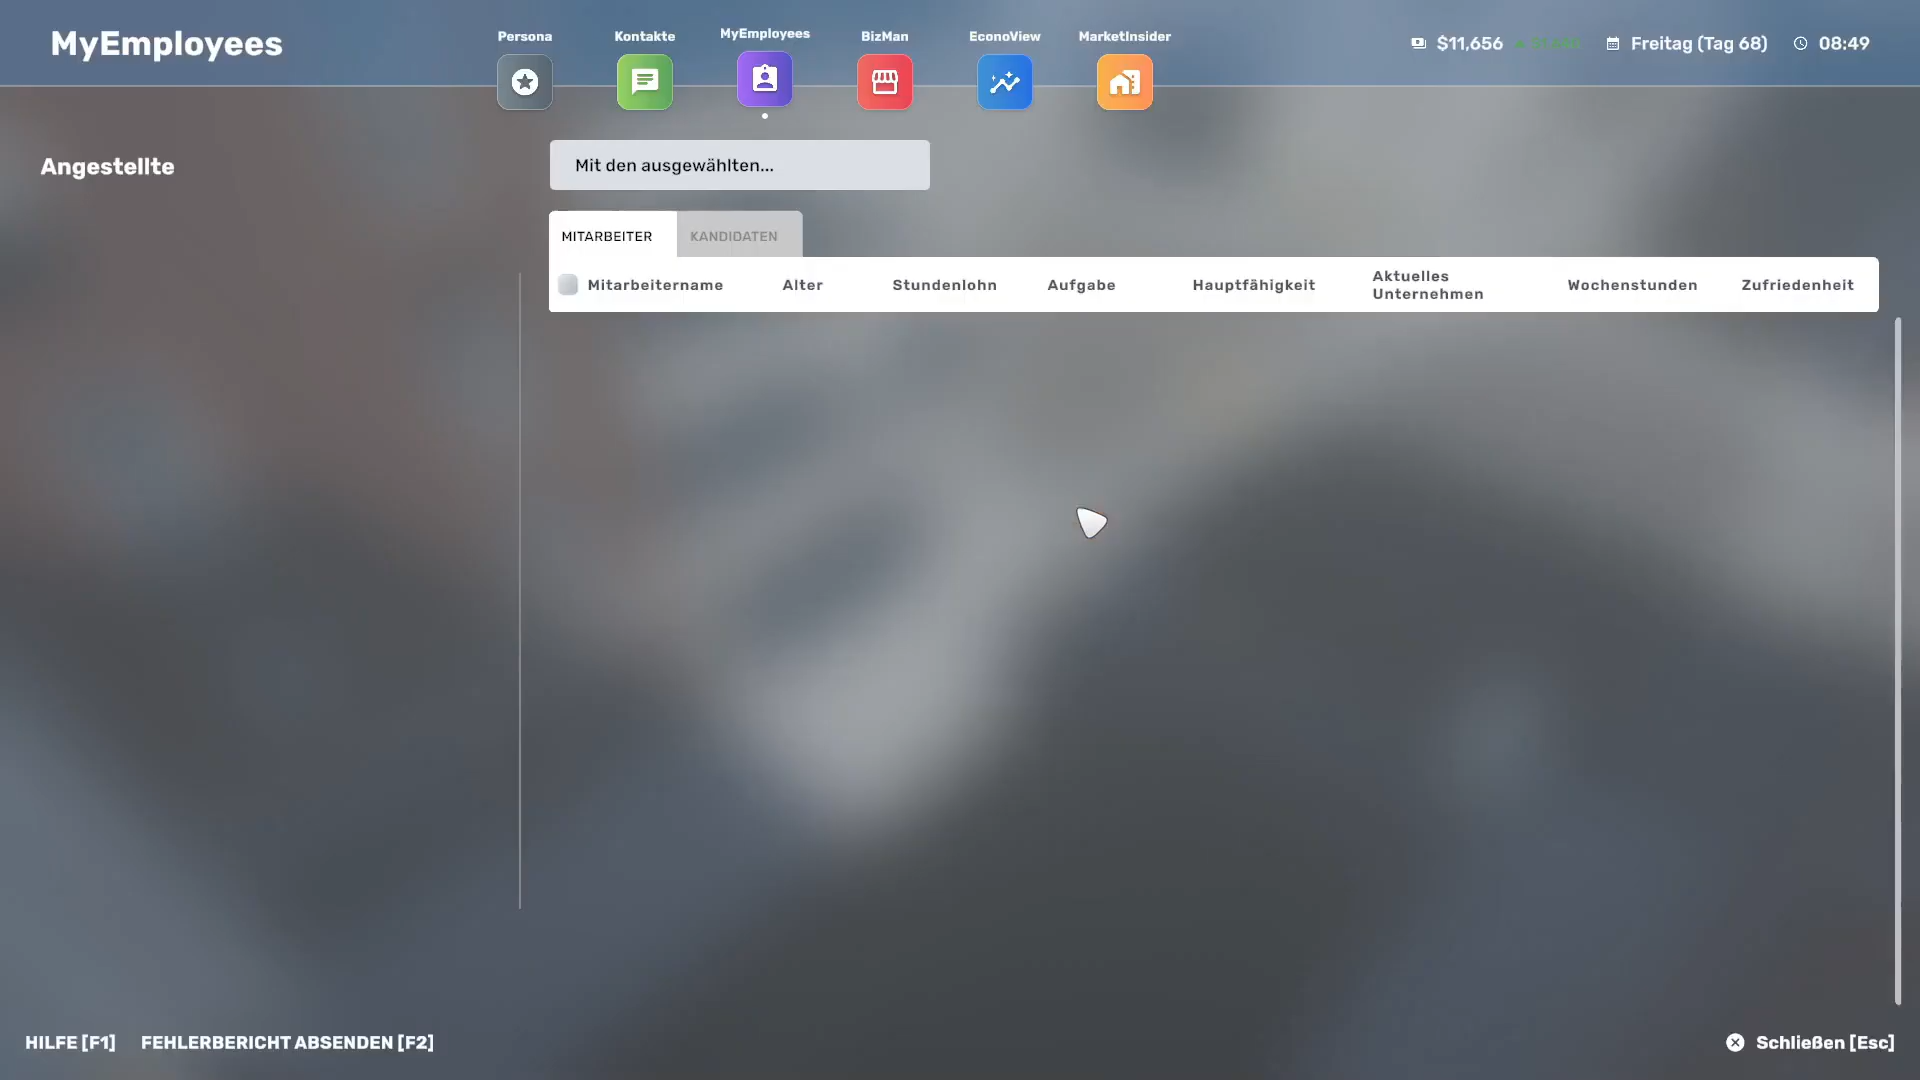 MyEmployees
Persona
Kontakte
MyEmployees
BizMan
EconoView
MarketInsider
$11,656
Freitag (Tag 68)
08:49
Angestellte
Mit den ausgewählten...
MITARBEITER
KANDIDATEN
Mitarbeitername
Alter
Stundenlohn
Aufgabe
Hauptfähigkeit
Aktuelles
Unternehmen
Wochenstunden
Zufriedenheit
HILFE [F1]
FEHLERBERICHT ABSENDEN [F2]
Schließen [Esc]